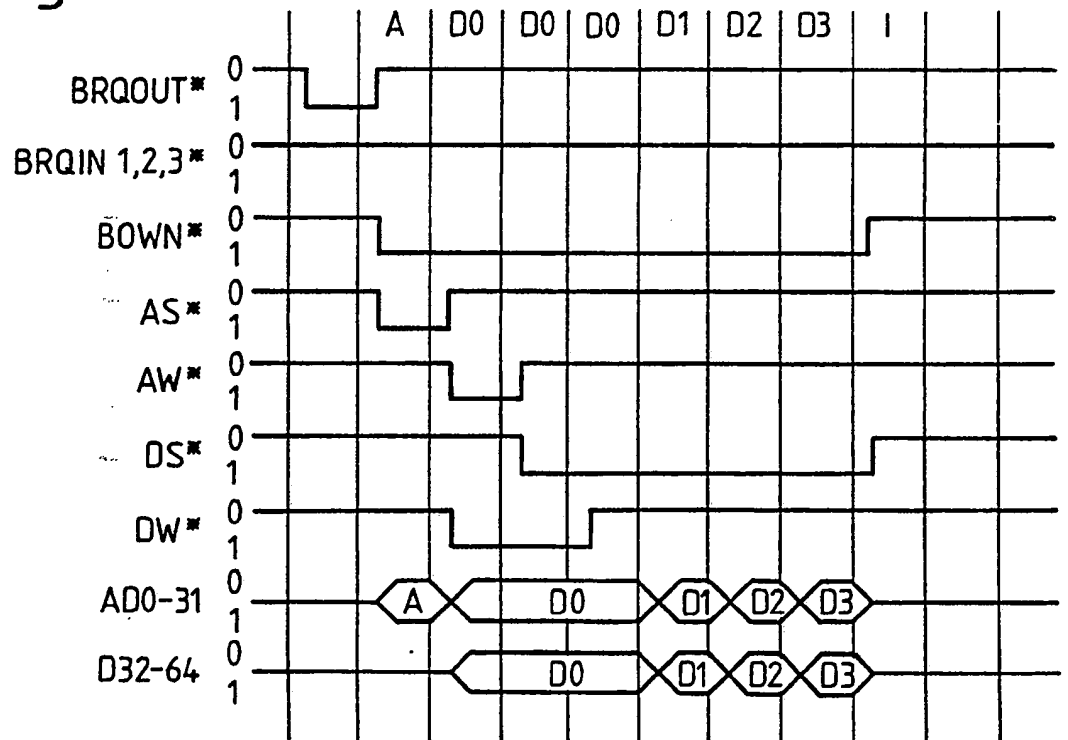 A D0 D0 D0 D1 D2 D3 I
BRQOUT* 0
1
BRQIN 1,2,3* 0
1
BOWN* 0
1
AS* 0
1
AW* 0
1
DS* 0
1
DW* 0
1
AD0-31 0
1
A D0 D1 D2 D3
D32-64 0
1
D0 D1 D2 D3